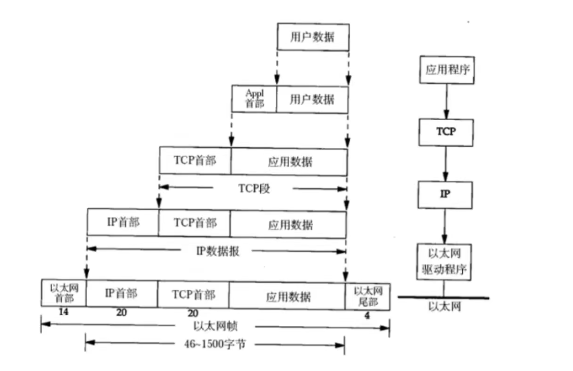 用户数据
Appl
首部
用户数据
TCP首部
应用数据
TCP段
IP首部
TCP首部
应用数据
IP数据报
以太网
首部
IP首部
TCP首部
应用数据
以太网
尾部
14
20
20
4
以太网帧
46~1500字节
应用程序
TCP
IP
以太网
驱动程序
以太网